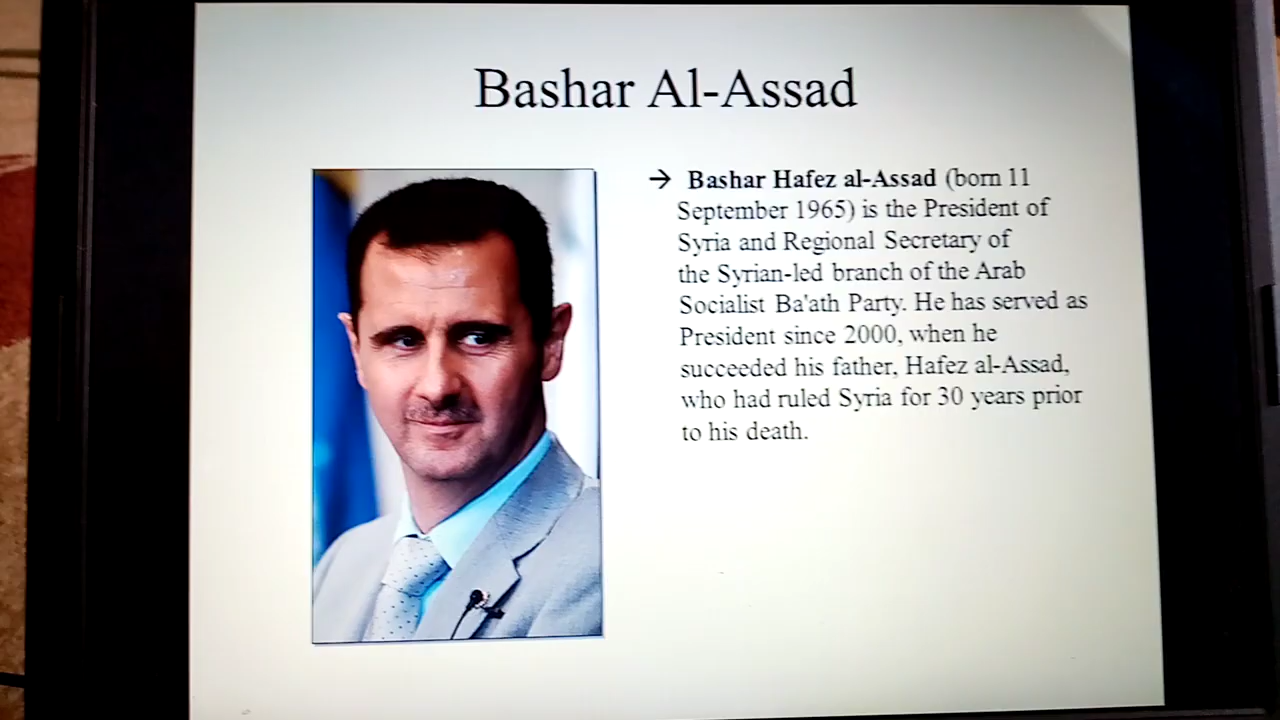 Bashar Al-Assad
→ Bashar Hafez al-Assad (born 11
September 1965) is the President of
Syria and Regional Secretary of
the Syrian-led branch of the Arab
Socialist Ba'ath Party. He has served as
President since 2000, when he
succeeded his father, Hafez al-Assad,
who had ruled Syria for 30 years prior
to his death.